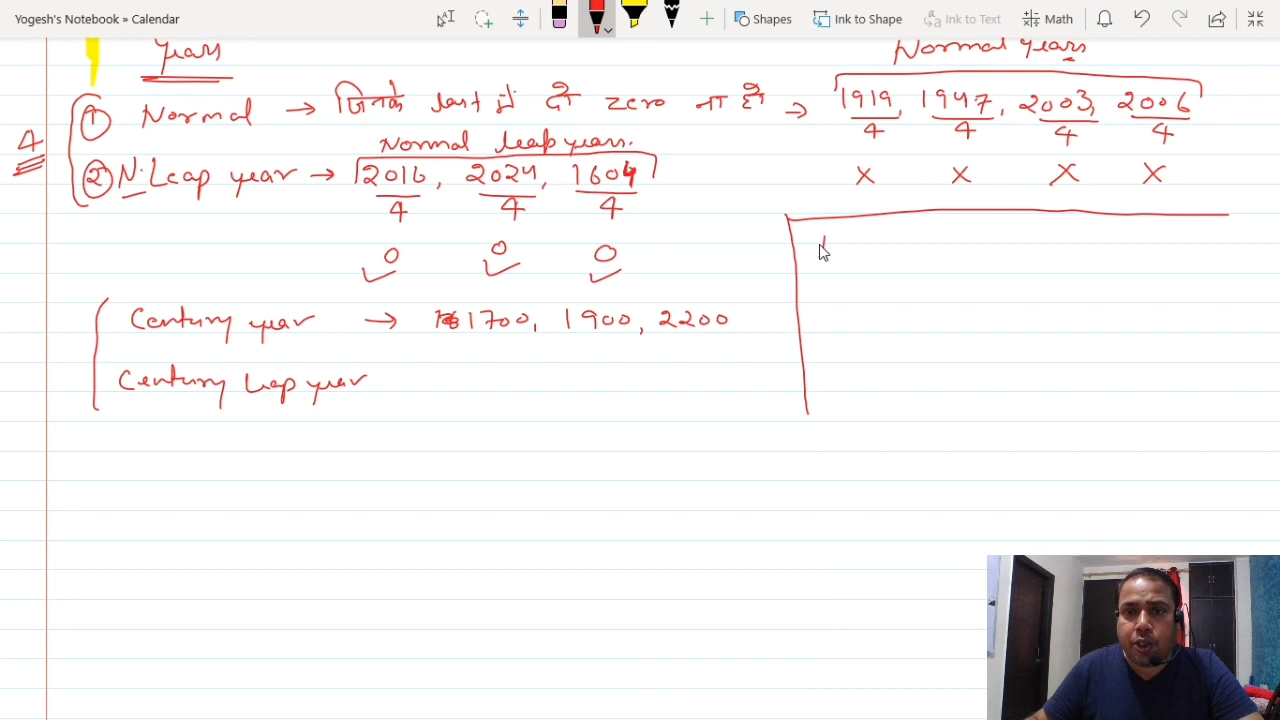 Yogesh's Notebook » Calendar
Shapes Ink to Shape Ink to Text Math
Years
Normal Years
① Normal → जिनके last में दो zero ना हो → 1919/4, 1947/4, 2003/4, 2006/4
4
Normal leap years.
② N. Leap year → 2016/4, 2024/4, 1604/4
x x x x
0 0 0
Century year → 1700, 1900, 2200
Century leap year